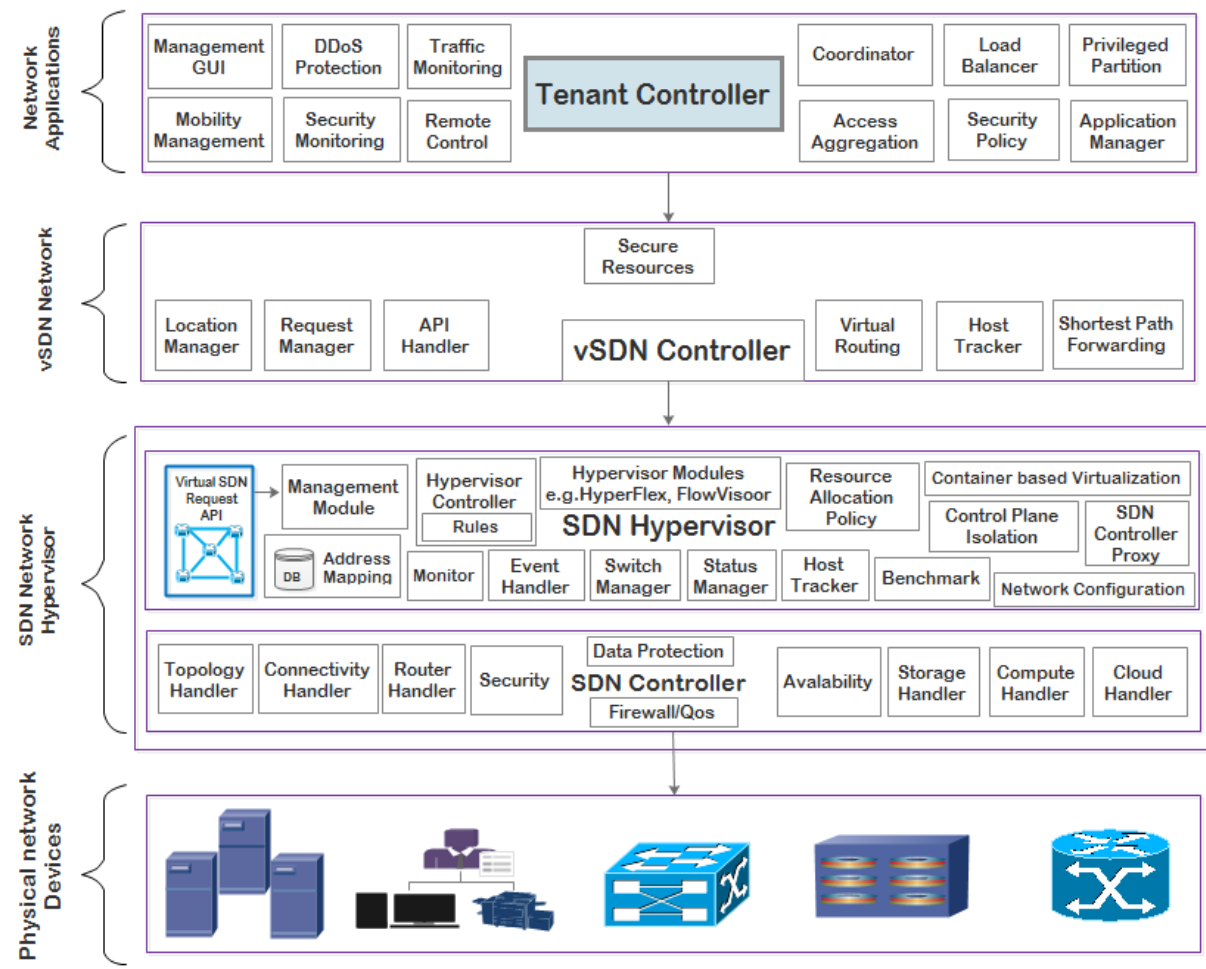 Network
Applications
Management
GUI
DDoS
Protection
Traffic
Monitoring
Tenant Controller
Coordinator
Load
Balancer
Privileged
Partition
Mobility
Management
Security
Monitoring
Remote
Control
Access
Aggregation
Security
Policy
Application
Manager
vSDN Network
Secure
Resources
Location
Manager
Request
Manager
API
Handler
vSDN Controller
Virtual
Routing
Host
Tracker
Shortest Path
Forwarding
SDN Network
Hypervisor
Virtual SDN
Request
API
Management
Module
Hypervisor
Controller
Rules
Hypervisor Modules
e.g.HyperFlex, FlowVisoor
SDN Hypervisor
Resource
Allocation
Policy
Container based Virtualization
Control Plane
Isolation
SDN
Controller
Proxy
DB
Address
Mapping
Monitor
Event
Handler
Switch
Manager
Status
Manager
Host
Tracker
Benchmark
Network Configuration
Topology
Handler
Connectivity
Handler
Router
Handler
Security
Data Protection
SDN Controller
Firewall/Qos
Avalability
Storage
Handler
Compute
Handler
Cloud
Handler
Physical network
Devices